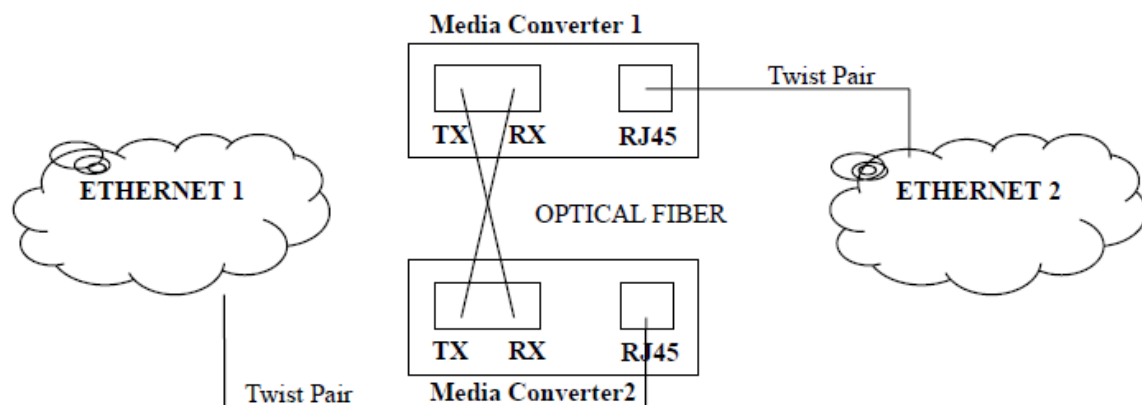 Media Converter 1
Twist Pair
TX RX RJ45
ETHERNET 1
ETHERNET 2
OPTICAL FIBER
TX RX RJ45
Twist Pair
Media Converter2